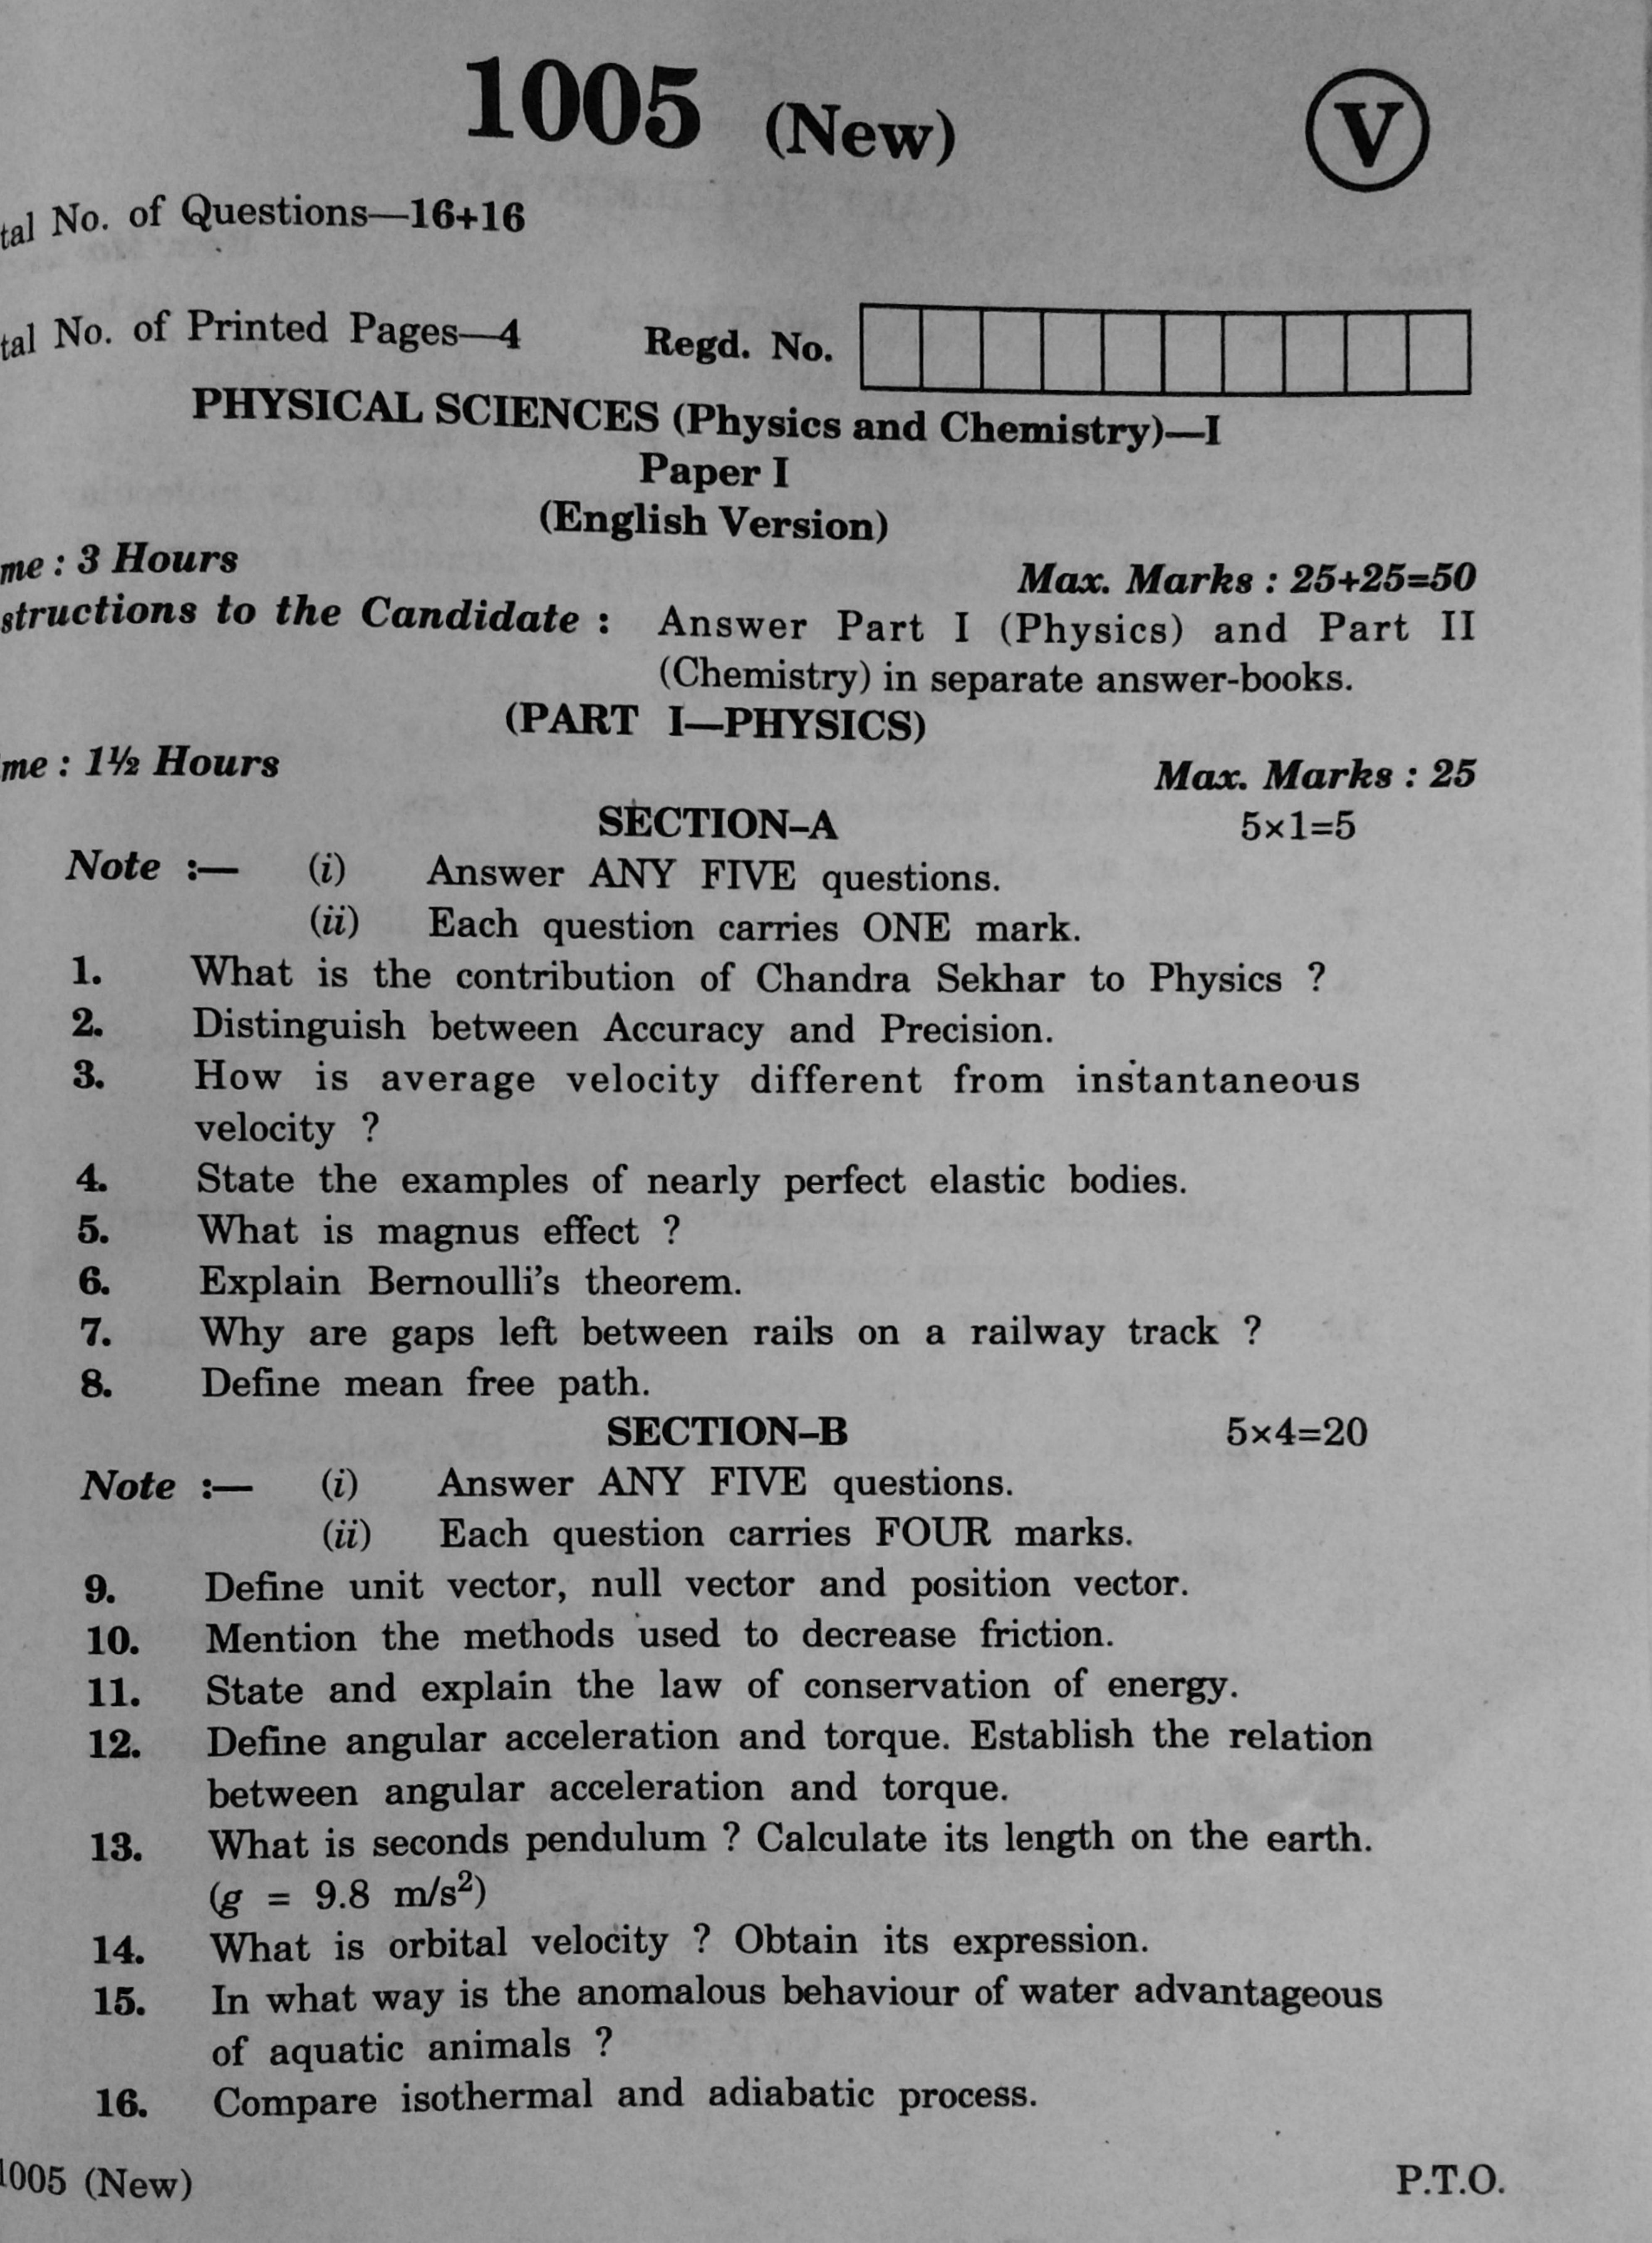 1005 (New)
V
tal No. of Questions—16+16
tal No. of Printed Pages—4
Regd. No.
PHYSICAL SCIENCES (Physics and Chemistry)—I
Paper I
(English Version)
me : 3 Hours
Max. Marks : 25+25=50
structions to the Candidate : Answer Part I (Physics) and Part II
(Chemistry) in separate answer-books.
(PART I—PHYSICS)
me : 1½ Hours
Max. Marks : 25
SECTION–A 5×1=5
Note :— (i) Answer ANY FIVE questions.
(ii) Each question carries ONE mark.
1. What is the contribution of Chandra Sekhar to Physics ?
2. Distinguish between Accuracy and Precision.
3. How is average velocity different from instantaneous
velocity ?
4. State the examples of nearly perfect elastic bodies.
5. What is magnus effect ?
6. Explain Bernoulli's theorem.
7. Why are gaps left between rails on a railway track ?
8. Define mean free path.
SECTION–B 5×4=20
Note :— (i) Answer ANY FIVE questions.
(ii) Each question carries FOUR marks.
9. Define unit vector, null vector and position vector.
10. Mention the methods used to decrease friction.
11. State and explain the law of conservation of energy.
12. Define angular acceleration and torque. Establish the relation
between angular acceleration and torque.
13. What is seconds pendulum ? Calculate its length on the earth.
(g = 9.8 m/s²)
14. What is orbital velocity ? Obtain its expression.
15. In what way is the anomalous behaviour of water advantageous
of aquatic animals ?
16. Compare isothermal and adiabatic process.
1005 (New)
P.T.O.